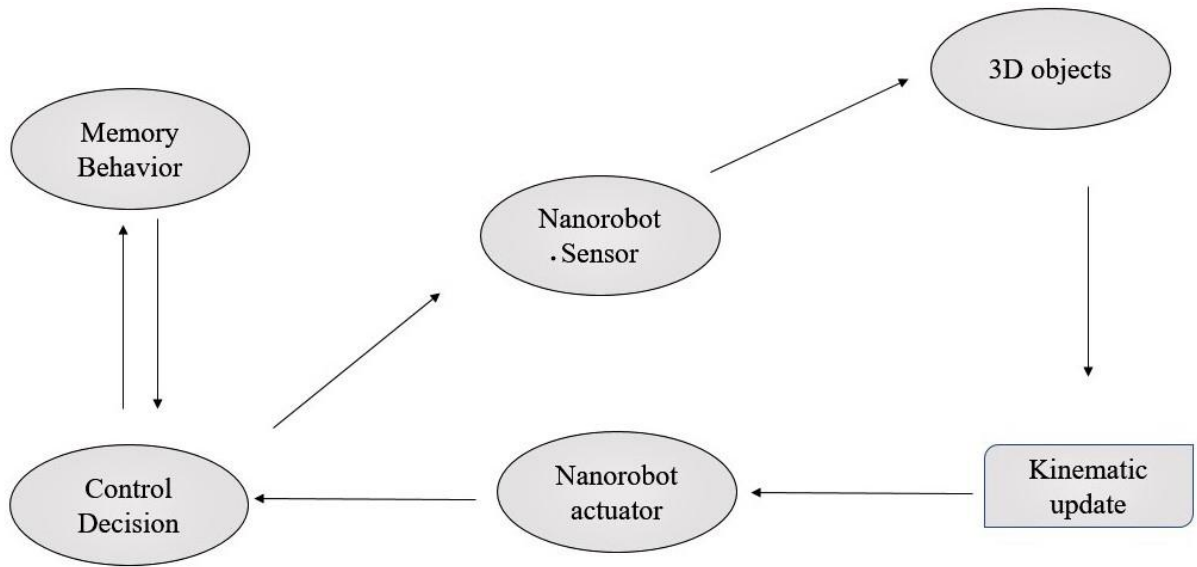 3D objects
Memory
Behavior
Nanorobot
.Sensor
Control
Decision
Nanorobot
actuator
Kinematic
update